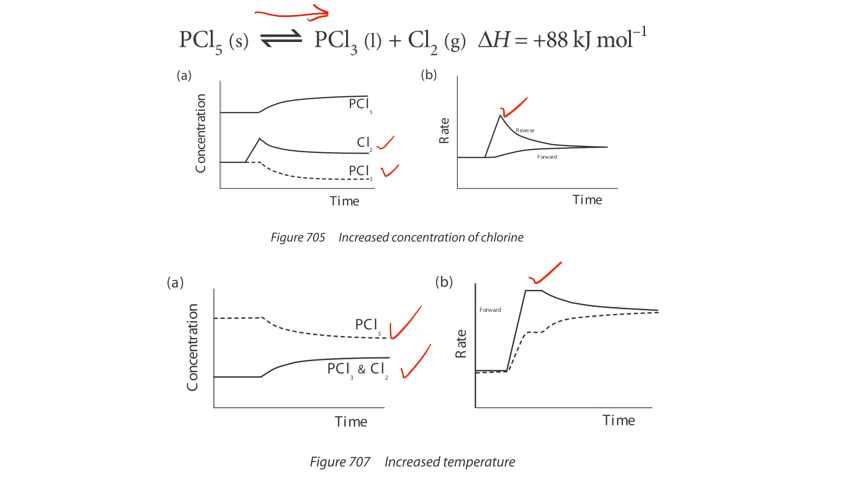 PCl₅ (s) ⇌ PCl₃ (l) + Cl₂ (g) ΔH = +88 kJ mol⁻¹
(a)
Concentration
PCl₅
Cl₂
PCl₃
Time
(b)
Rate
Reverse
Forward
Time
Figure 705 Increased concentration of chlorine
(a)
Concentration
PCl₅
PCl₃ & Cl₂
Time
(b)
Forward
Rate
Time
Figure 707 Increased temperature